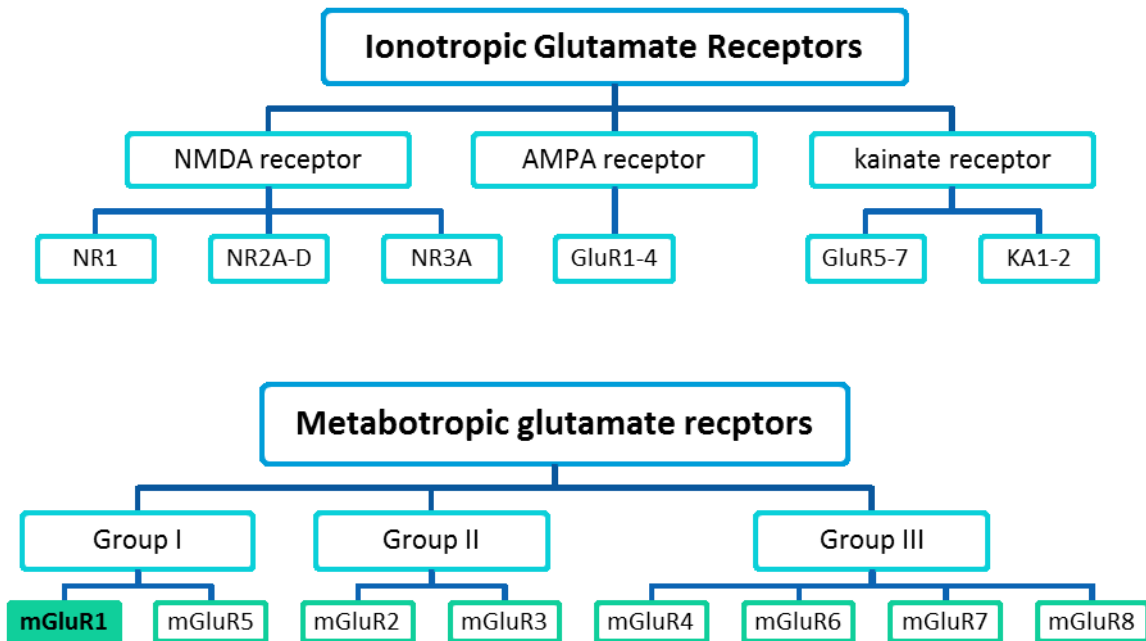 Ionotropic Glutamate Receptors
NMDA receptor
AMPA receptor
kainate receptor
NR1
NR2A-D
NR3A
GluR1-4
GluR5-7
KA1-2
Metabotropic glutamate recptors
Group I
Group II
Group III
mGluR1
mGluR5
mGluR2
mGluR3
mGluR4
mGluR6
mGluR7
mGluR8